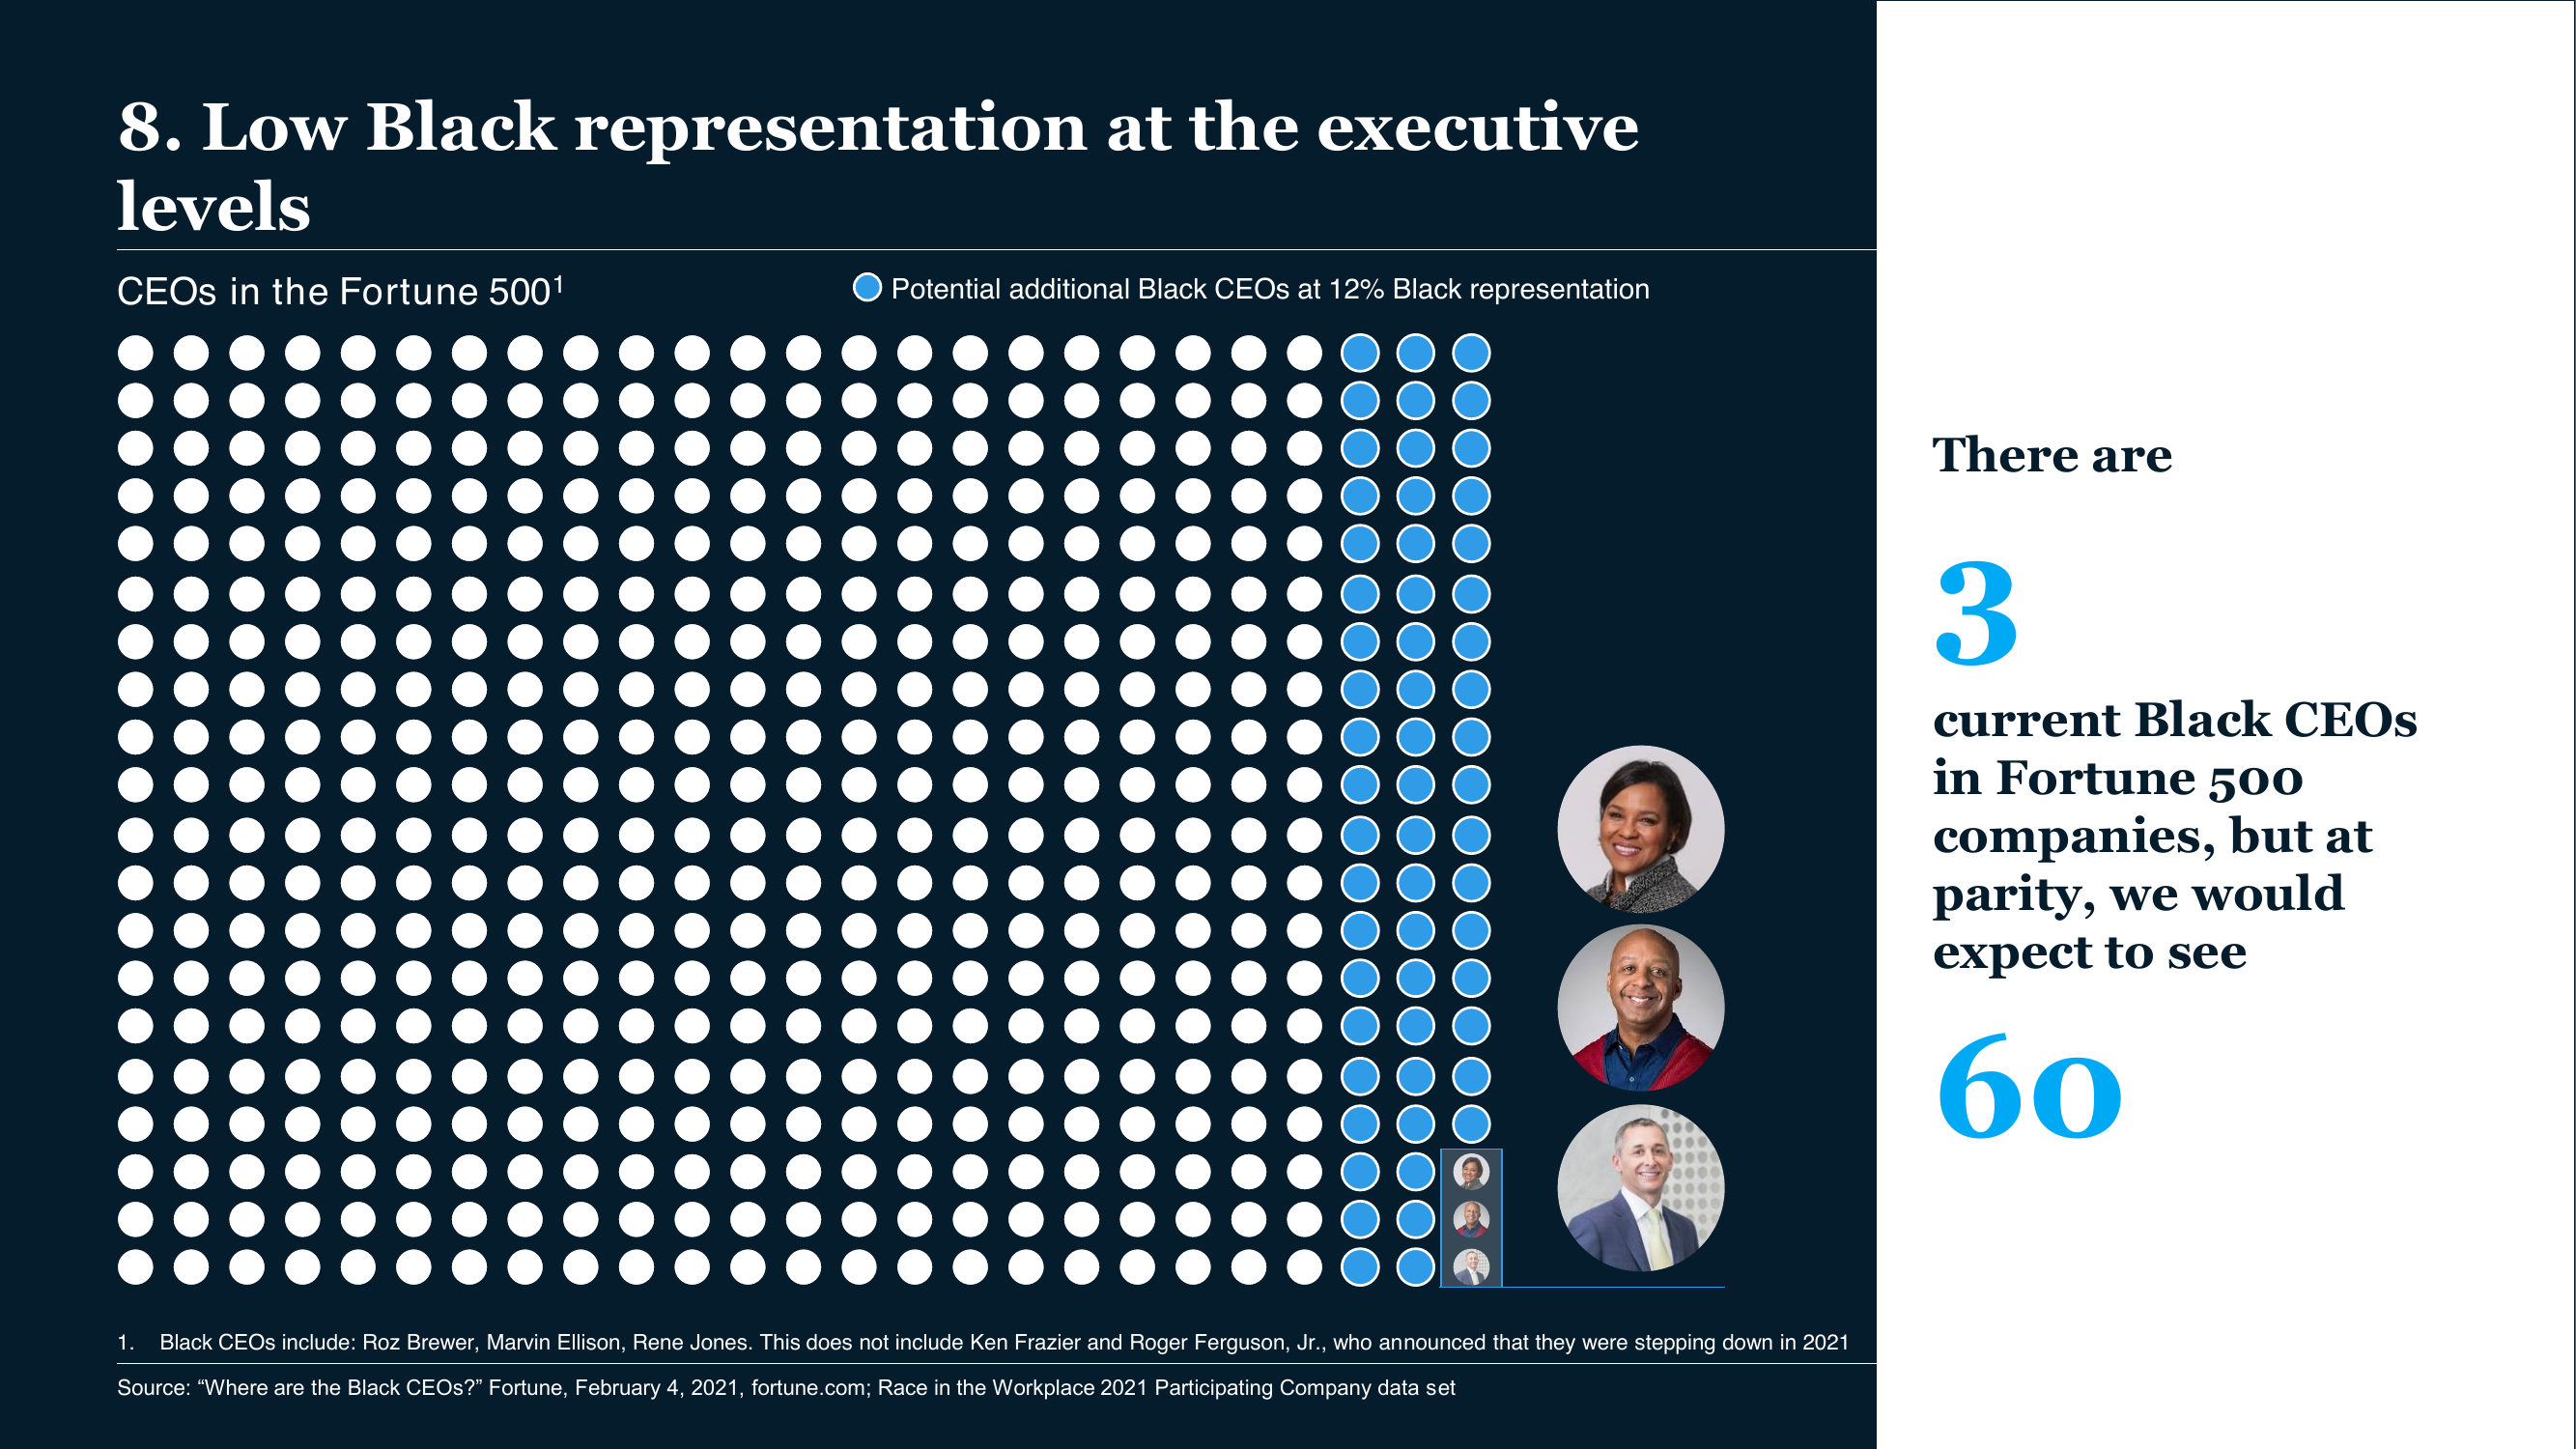 8. Low Black representation at the executive
levels
CEOs in the Fortune 500¹
Potential additional Black CEOs at 12% Black representation
There are
3
current Black CEOs
in Fortune 500
companies, but at
parity, we would
expect to see
60
1. Black CEOs include: Roz Brewer, Marvin Ellison, Rene Jones. This does not include Ken Frazier and Roger Ferguson, Jr., who announced that they were stepping down in 2021
Source: “Where are the Black CEOs?” Fortune, February 4, 2021, fortune.com; Race in the Workplace 2021 Participating Company data set